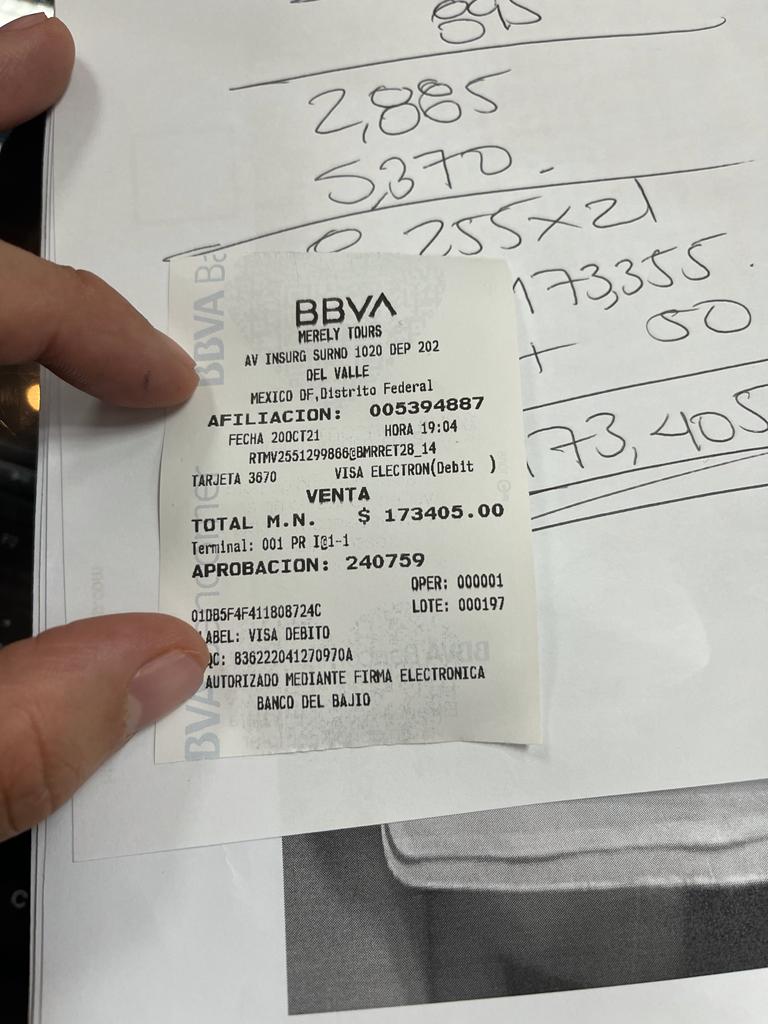 895
2,885
5,370.
8,255x21
173,355.
+ 50
173,405
BBVA
MERELY TOURS
AV INSURG SURNO 1020 DEP 202
DEL VALLE
MEXICO DF,Distrito Federal
AFILIACION: 005394887
FECHA 20OCT21 HORA 19:04
RTMV2551299866@BMRRET28_14
TARJETA 3670 VISA ELECTRON(Debit )
VENTA
TOTAL M.N. $ 173405.00
Terminal: 001 PR I@1-1
APROBACION: 240759
OPER: 000001
01DB5F4F411808724C LOTE: 000197
LABEL: VISA DEBITO
QC: 836222041270970A
AUTORIZADO MEDIANTE FIRMA ELECTRONICA
BANCO DEL BAJIO